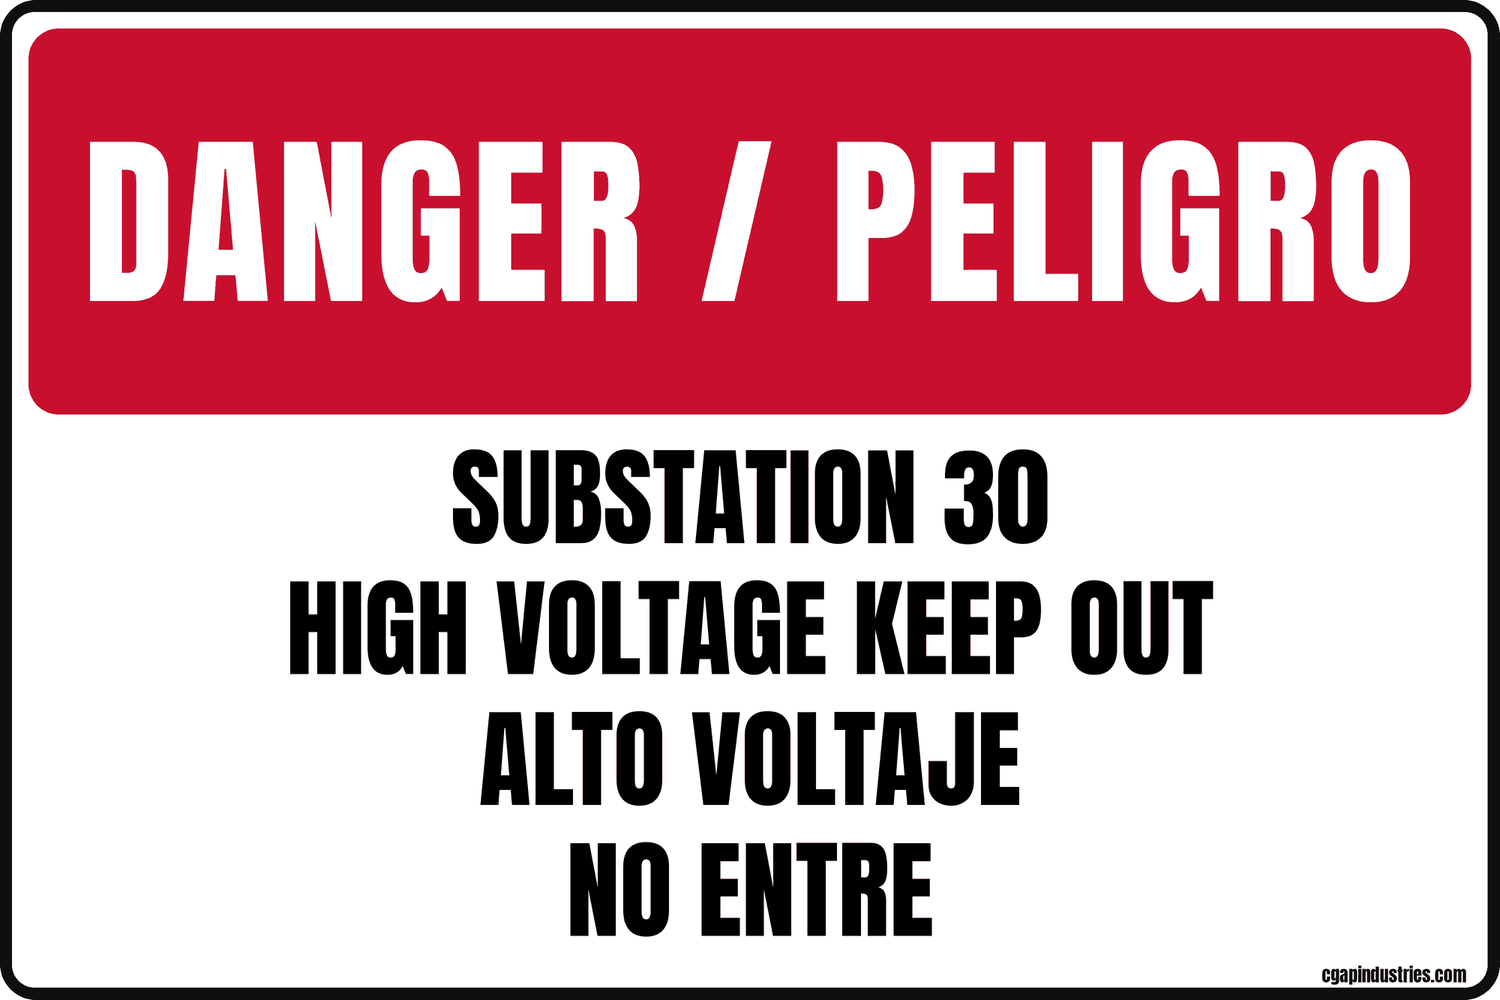 DANGER / PELIGRO
SUBSTATION 30
HIGH VOLTAGE KEEP OUT
ALTO VOLTAJE
NO ENTRE
cgapindustries.com